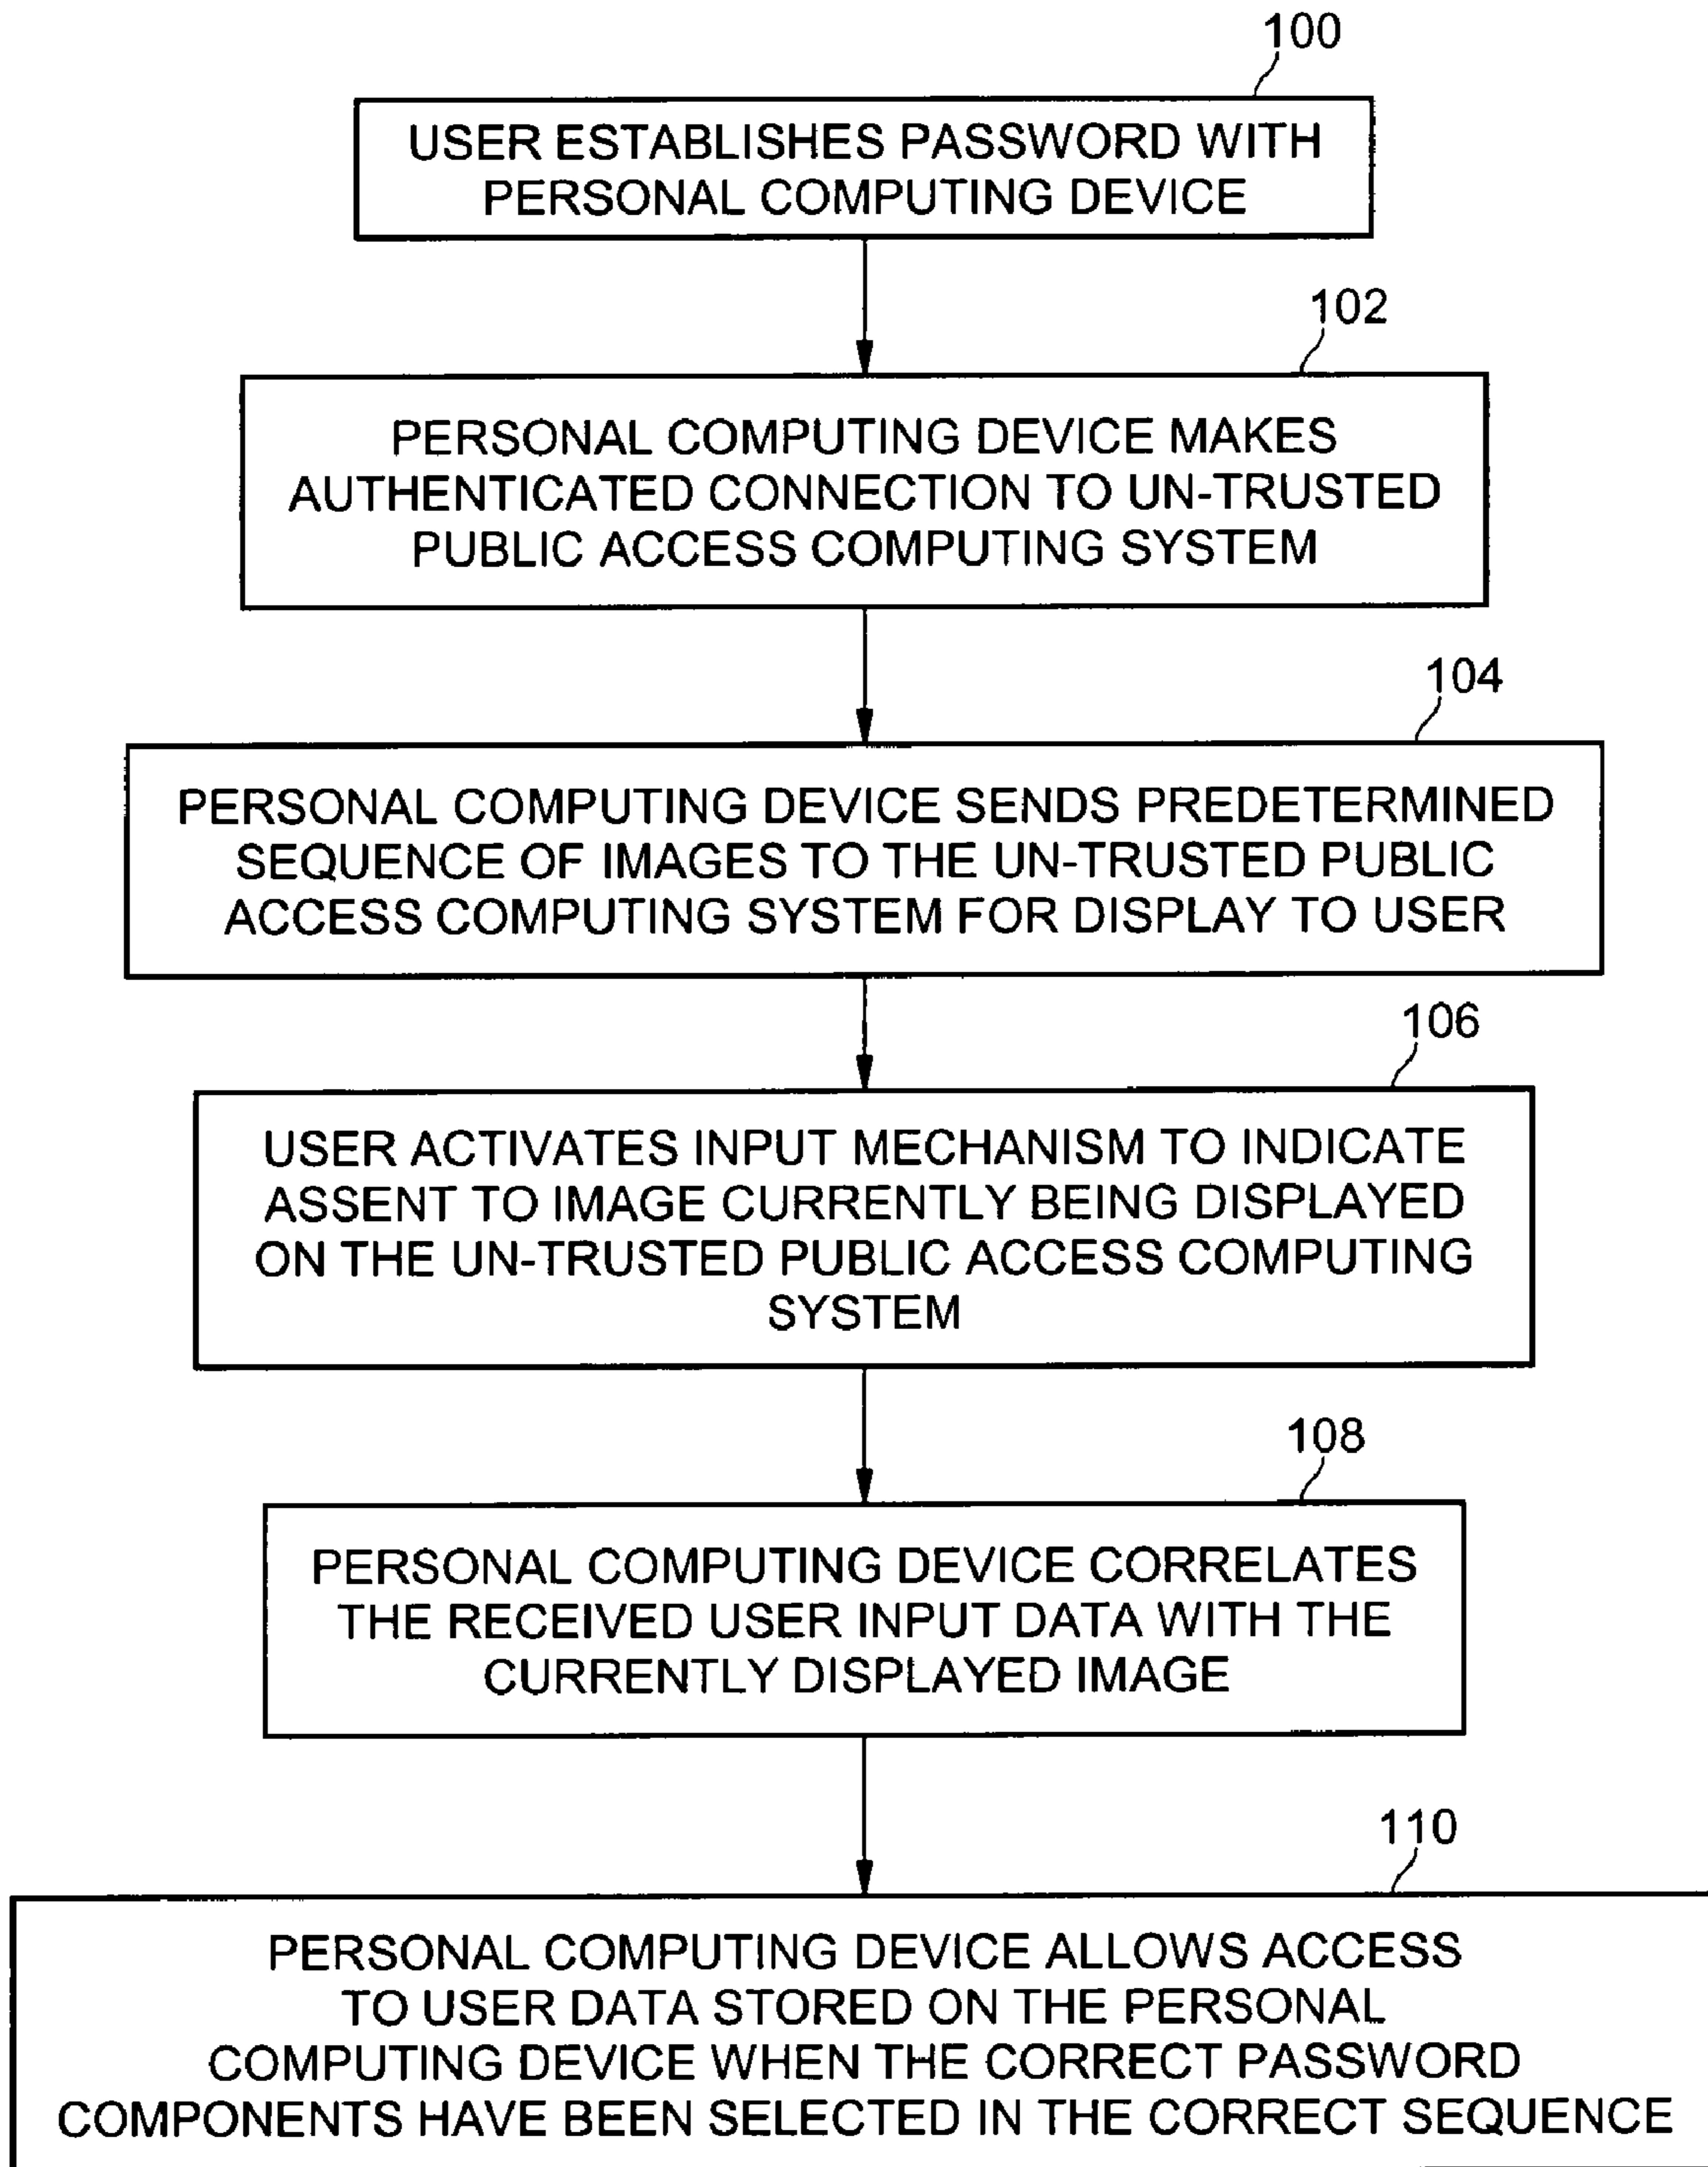 100
USER ESTABLISHES PASSWORD WITH
PERSONAL COMPUTING DEVICE
102
PERSONAL COMPUTING DEVICE MAKES
AUTHENTICATED CONNECTION TO UN-TRUSTED
PUBLIC ACCESS COMPUTING SYSTEM
104
PERSONAL COMPUTING DEVICE SENDS PREDETERMINED
SEQUENCE OF IMAGES TO THE UN-TRUSTED PUBLIC
ACCESS COMPUTING SYSTEM FOR DISPLAY TO USER
106
USER ACTIVATES INPUT MECHANISM TO INDICATE
ASSENT TO IMAGE CURRENTLY BEING DISPLAYED
ON THE UN-TRUSTED PUBLIC ACCESS COMPUTING
SYSTEM
108
PERSONAL COMPUTING DEVICE CORRELATES
THE RECEIVED USER INPUT DATA WITH THE
CURRENTLY DISPLAYED IMAGE
110
PERSONAL COMPUTING DEVICE ALLOWS ACCESS
TO USER DATA STORED ON THE PERSONAL
COMPUTING DEVICE WHEN THE CORRECT PASSWORD
COMPONENTS HAVE BEEN SELECTED IN THE CORRECT SEQUENCE